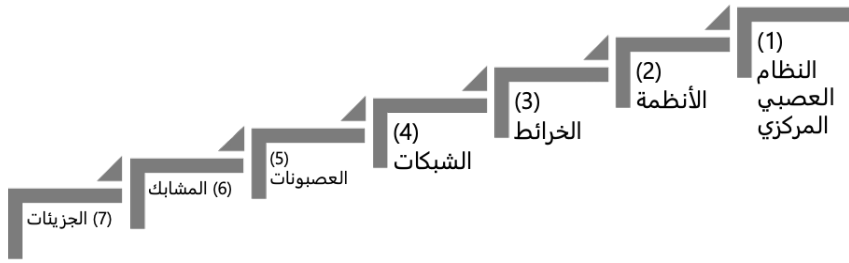 (1)
النظام
العصبي
المركزي
(2)
الأنظمة
(3)
الخرائط
(4)
الشبكات
(5)
العصبونات
(6) المشابك
(7) الجزيئات